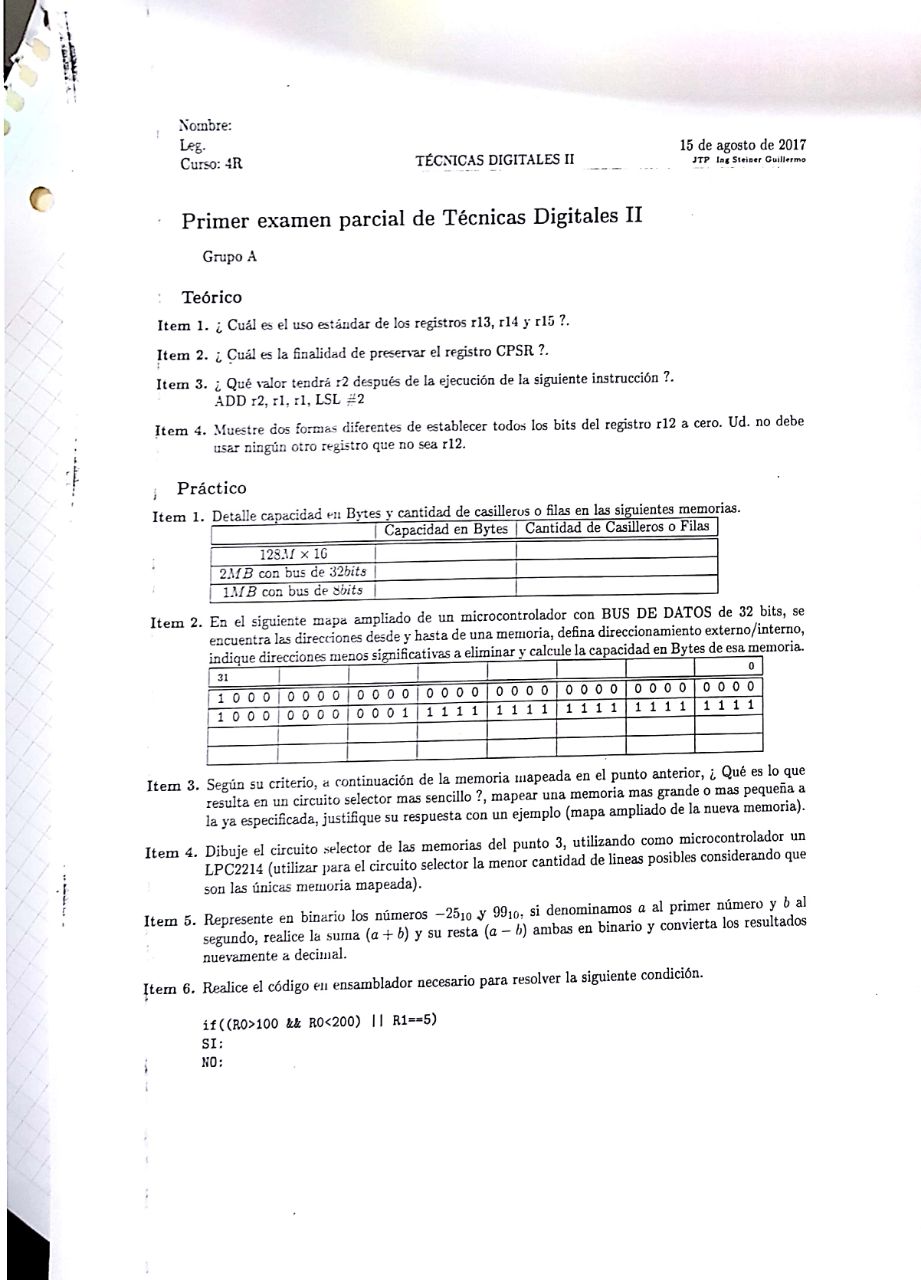 Nombre:
Leg.
Curso: 4R
TÉCNICAS DIGITALES II
15 de agosto de 2017
JTP Ing Steiner Guillermo
Primer examen parcial de Técnicas Digitales II
Grupo A
Teórico
Item 1. ¿ Cuál es el uso estándar de los registros r13, r14 y r15 ?.
Item 2. ¿ Cuál es la finalidad de preservar el registro CPSR ?.
Item 3. ¿ Qué valor tendrá r2 después de la ejecución de la siguiente instrucción ?.
ADD r2, r1, r1, LSL #2
Item 4. Muestre dos formas diferentes de establecer todos los bits del registro r12 a cero. Ud. no debe
usar ningún otro registro que no sea r12.
Práctico
Item 1. Detalle capacidad en Bytes y cantidad de casilleros o filas en las siguientes memorias.
Capacidad en Bytes Cantidad de Casilleros o Filas
128M × 16
2MB con bus de 32bits
1MB con bus de 8bits
Item 2. En el siguiente mapa ampliado de un microcontrolador con BUS DE DATOS de 32 bits, se
encuentra las direcciones desde y hasta de una memoria, defina direccionamiento externo/interno,
indique direcciones menos significativas a eliminar y calcule la capacidad en Bytes de esa memoria.
31 0
1 0 0 0 0 0 0 0 0 0 0 0 0 0 0 0 0 0 0 0 0 0 0 0 0 0 0 0 0 0 0 0
1 0 0 0 0 0 0 0 0 0 0 1 1 1 1 1 1 1 1 1 1 1 1 1 1 1 1 1 1 1 1 1
Item 3. Según su criterio, a continuación de la memoria mapeada en el punto anterior, ¿ Qué es lo que
resulta en un circuito selector mas sencillo ?, mapear una memoria mas grande o mas pequeña a
la ya especificada, justifique su respuesta con un ejemplo (mapa ampliado de la nueva memoria).
Item 4. Dibuje el circuito selector de las memorias del punto 3, utilizando como microcontrolador un
LPC2214 (utilizar para el circuito selector la menor cantidad de lineas posibles considerando que
son las únicas memoria mapeada).
Item 5. Represente en binario los números −25₁₀ y 99₁₀, si denominamos a al primer número y b al
segundo, realice la suma (a + b) y su resta (a − b) ambas en binario y convierta los resultados
nuevamente a decimal.
Item 6. Realice el código en ensamblador necesario para resolver la siguiente condición.
if((R0>100 && R0<200) || R1==5)
SI:
NO: